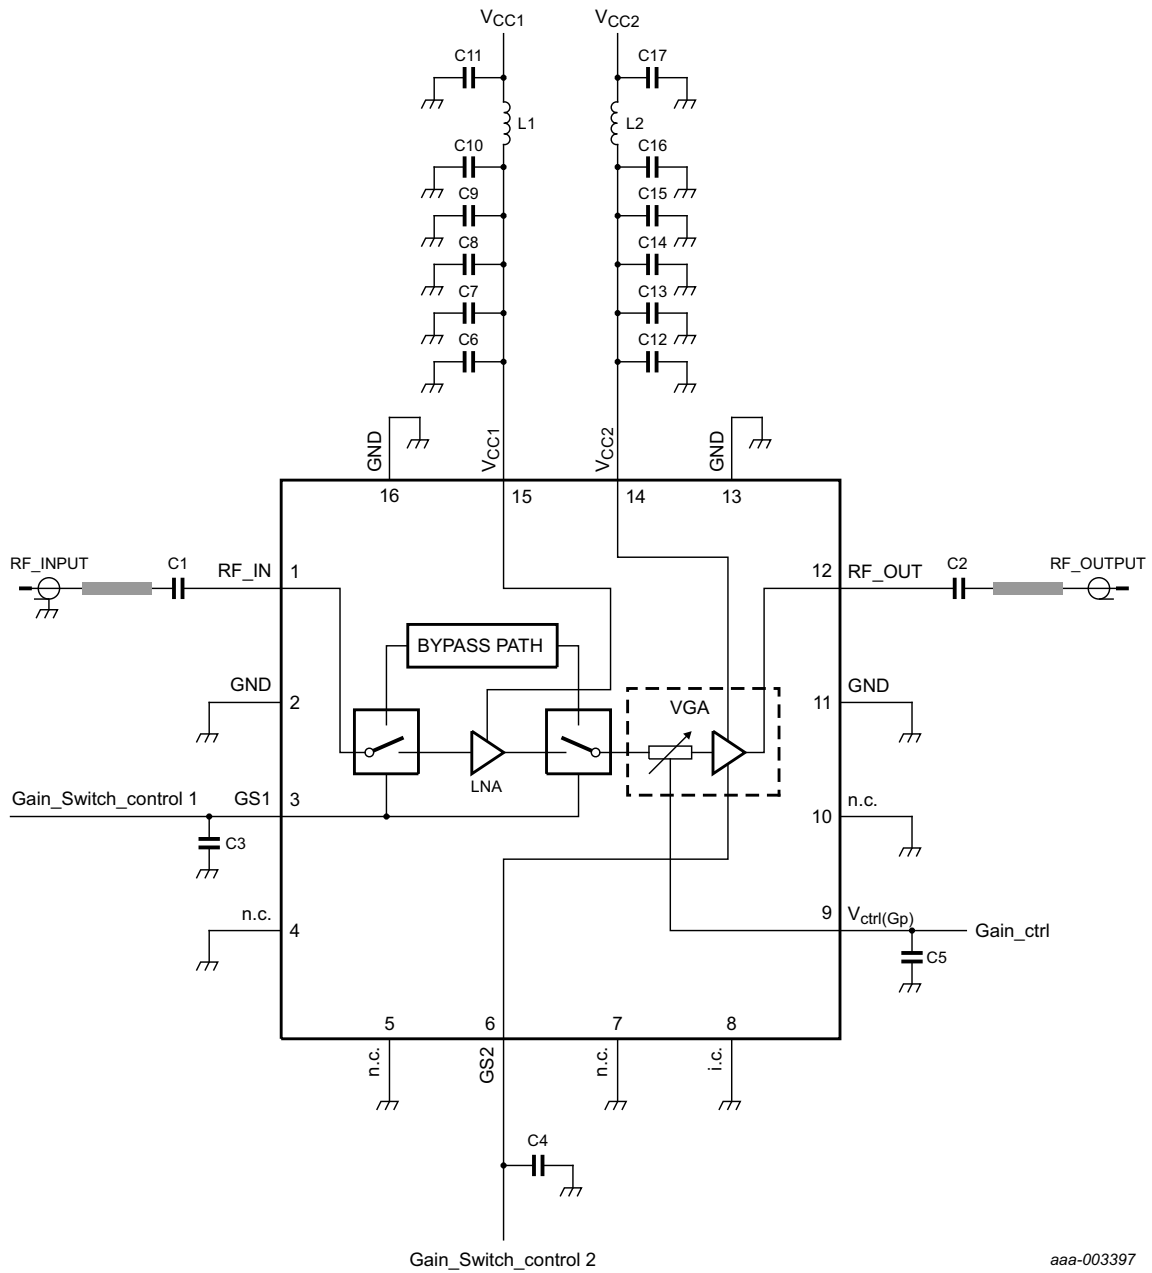 VCC1
VCC2
C11
C17
L1
L2
C10
C16
C9
C15
C8
C14
C7
C13
C6
C12
GND
VCC1
VCC2
GND
16
15
14
13
RF_INPUT
C1
RF_IN
1
12
RF_OUT
C2
RF_OUTPUT
BYPASS PATH
GND
2
11
GND
VGA
LNA
Gain_Switch_control 1
GS1
3
10
n.c.
C3
n.c.
4
9
Vctrl(Gp)
Gain_ctrl
C5
5
6
7
8
n.c.
GS2
n.c.
i.c.
C4
Gain_Switch_control 2
aaa-003397